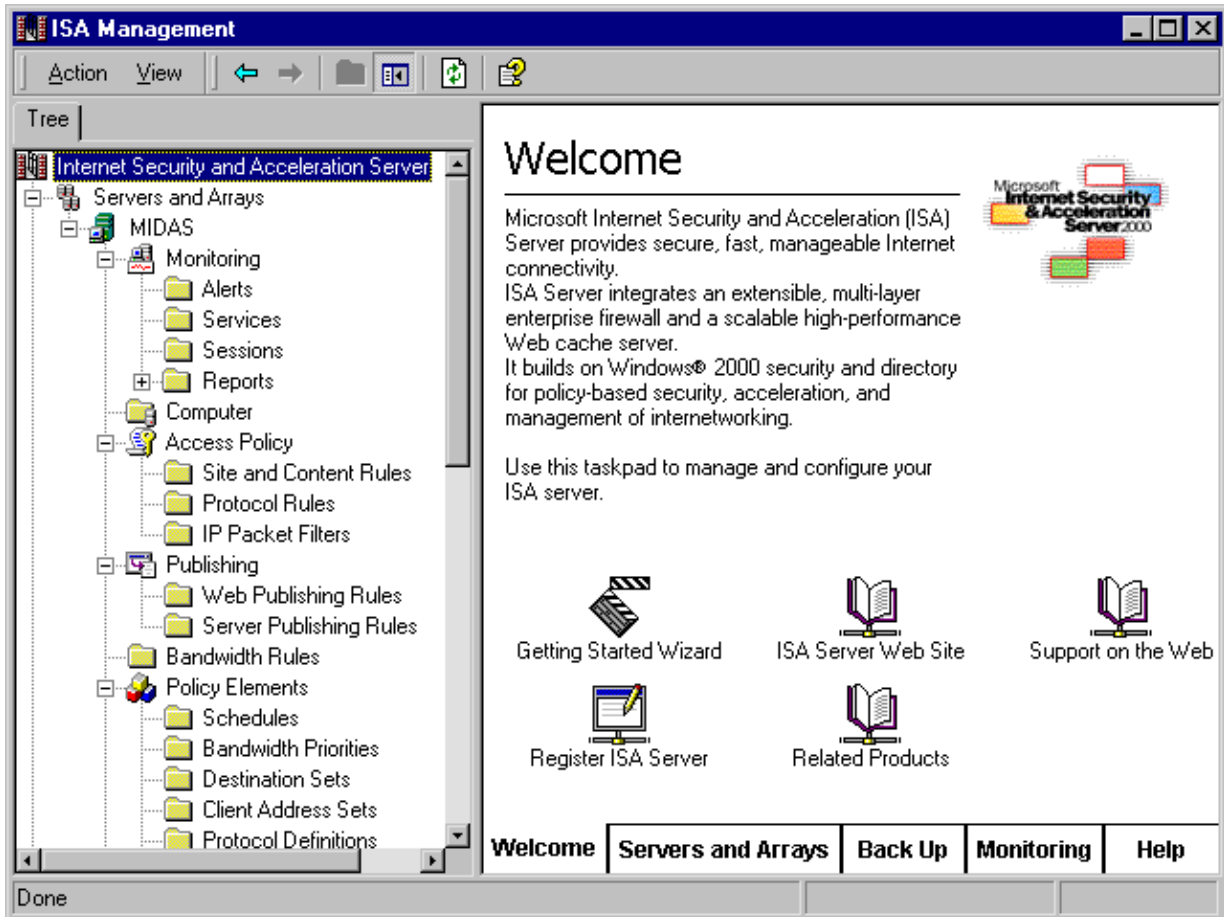 ISA Management
Action View
Tree
Internet Security and Acceleration Server
Servers and Arrays
MIDAS
Monitoring
Alerts
Services
Sessions
Reports
Computer
Access Policy
Site and Content Rules
Protocol Rules
IP Packet Filters
Publishing
Web Publishing Rules
Server Publishing Rules
Bandwidth Rules
Policy Elements
Schedules
Bandwidth Priorities
Destination Sets
Client Address Sets
Protocol Definitions
Welcome
Microsoft
Internet Security
& Acceleration
Server2000
Microsoft Internet Security and Acceleration (ISA)
Server provides secure, fast, manageable Internet
connectivity.
ISA Server integrates an extensible, multi-layer
enterprise firewall and a scalable high-performance
Web cache server.
It builds on Windows® 2000 security and directory
for policy-based security, acceleration, and
management of internetworking.
Use this taskpad to manage and configure your
ISA server.
Getting Started Wizard
ISA Server Web Site
Support on the Web
Register ISA Server
Related Products
Welcome
Servers and Arrays
Back Up
Monitoring
Help
Done